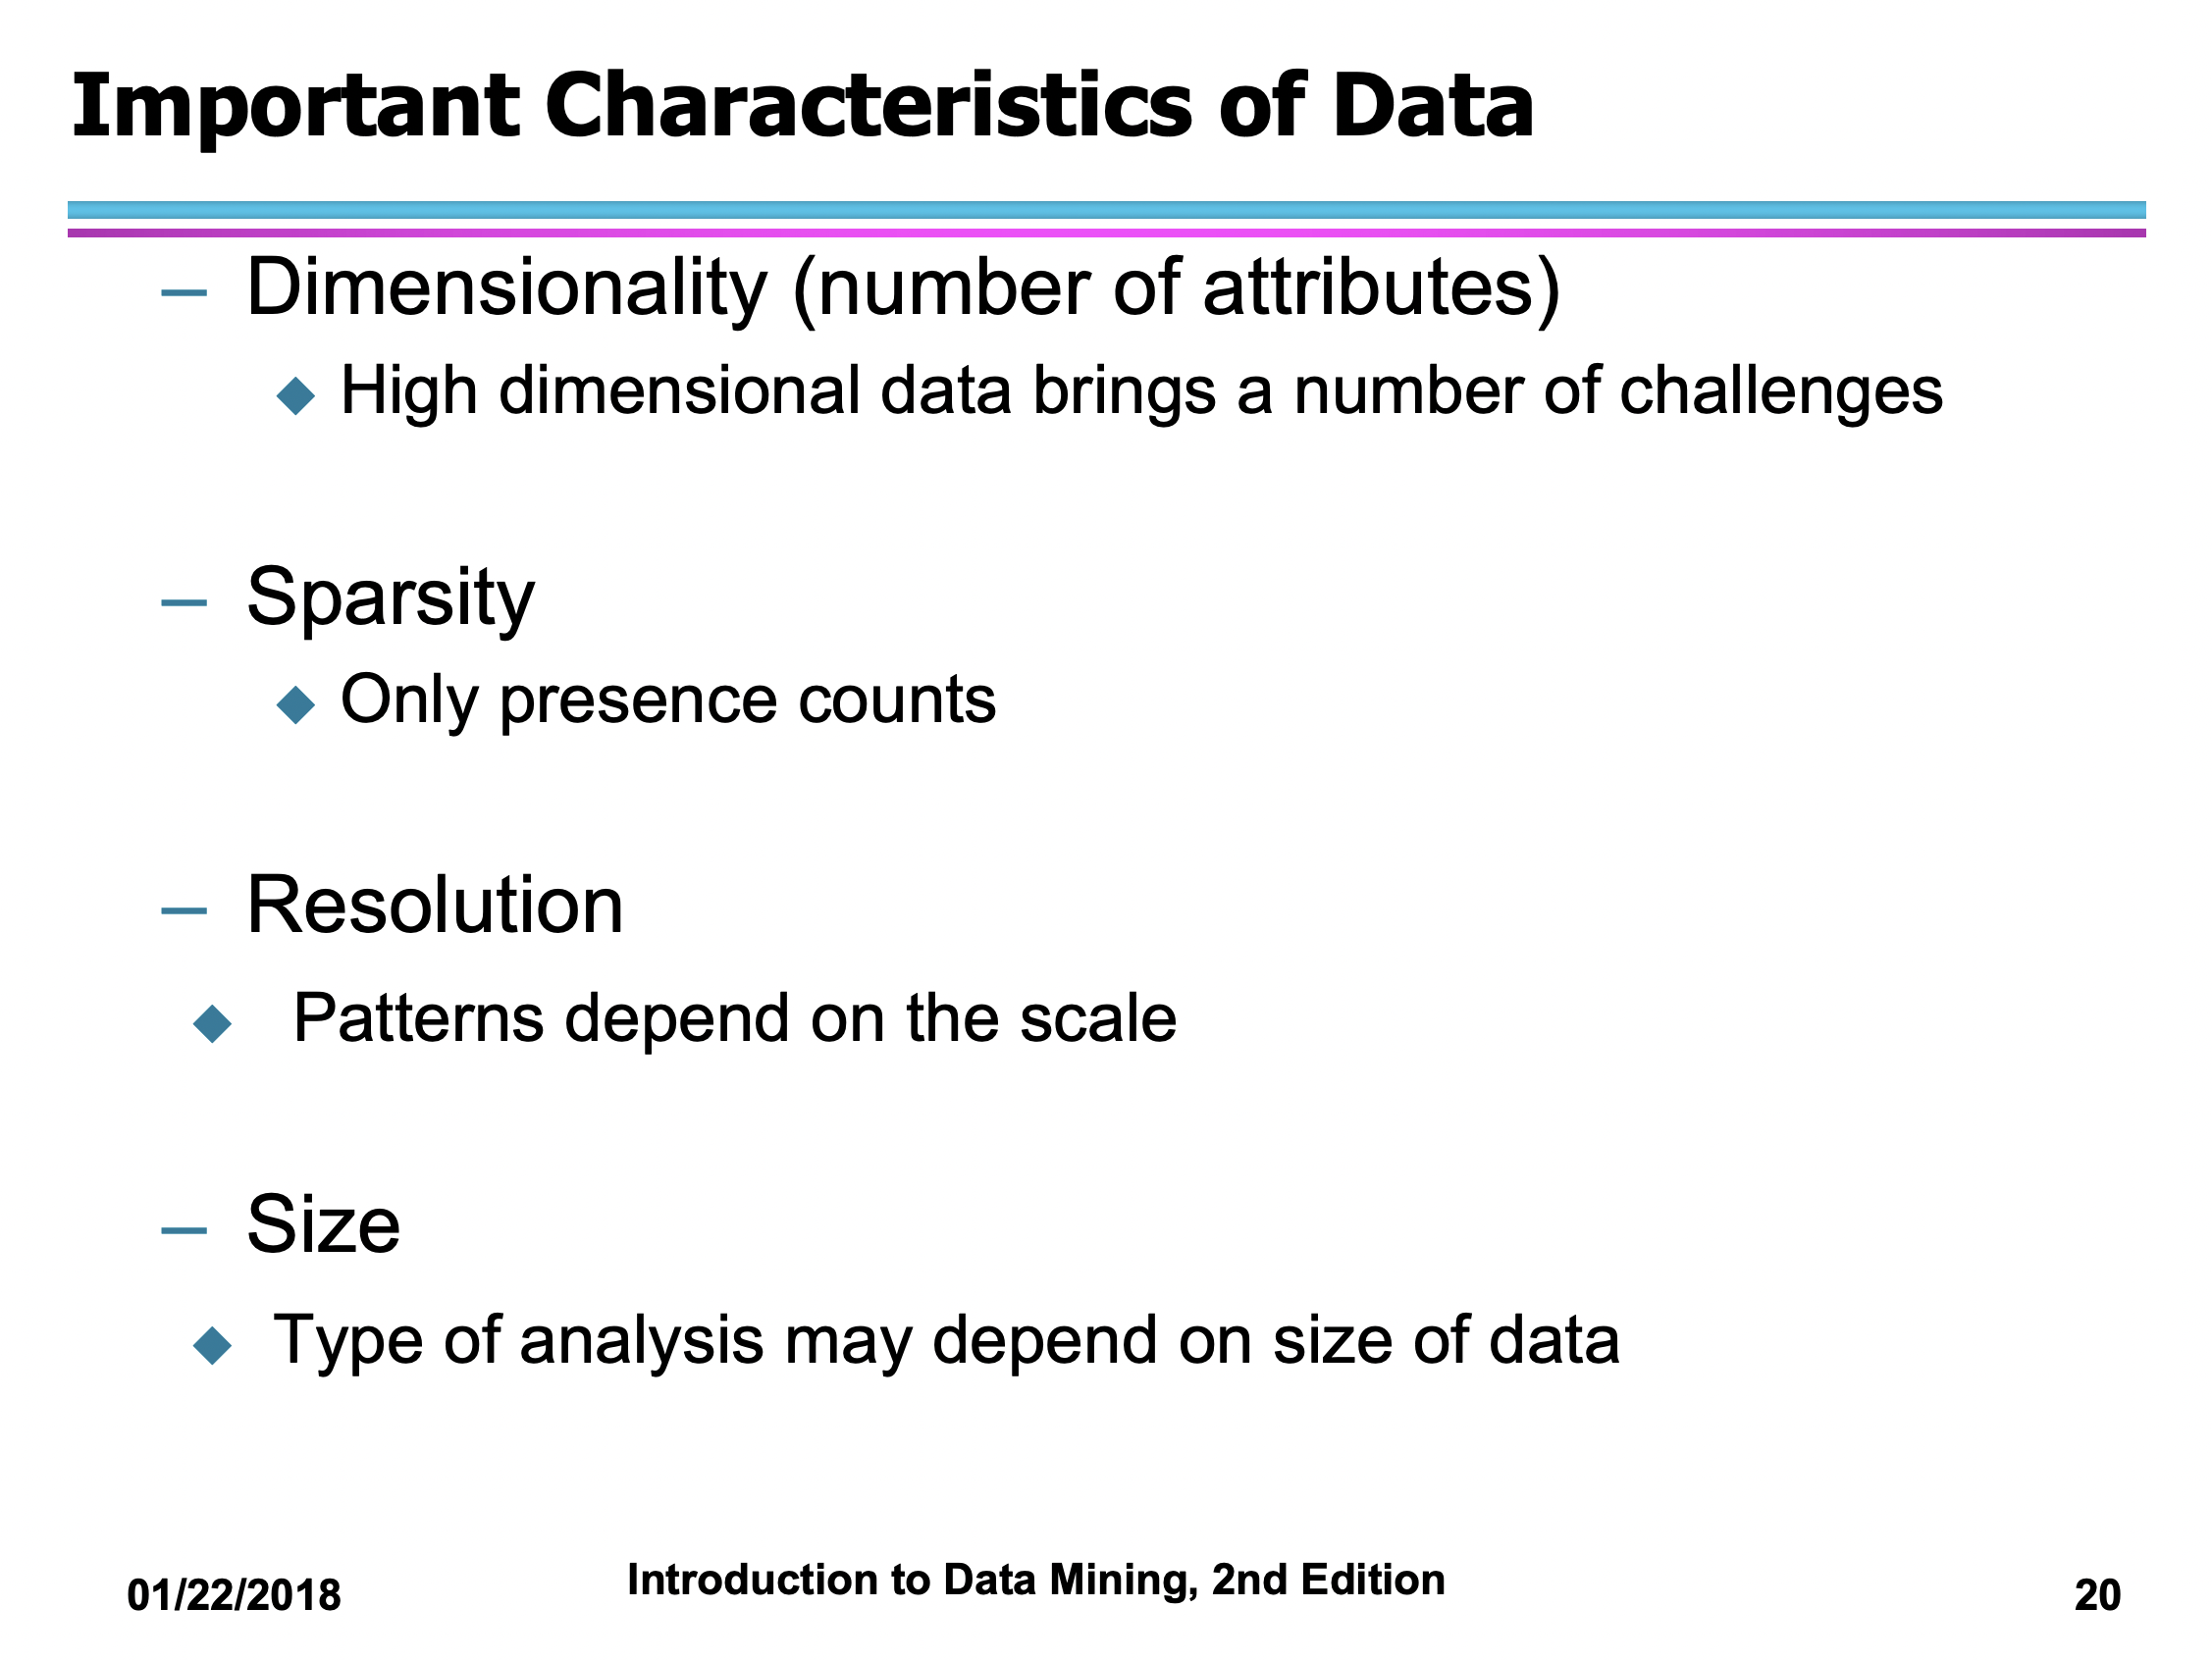 Important Characteristics of Data
– Dimensionality (number of attributes)
◆ High dimensional data brings a number of challenges
– Sparsity
◆ Only presence counts
– Resolution
◆ Patterns depend on the scale
– Size
◆ Type of analysis may depend on size of data
01/22/2018
Introduction to Data Mining, 2nd Edition
20